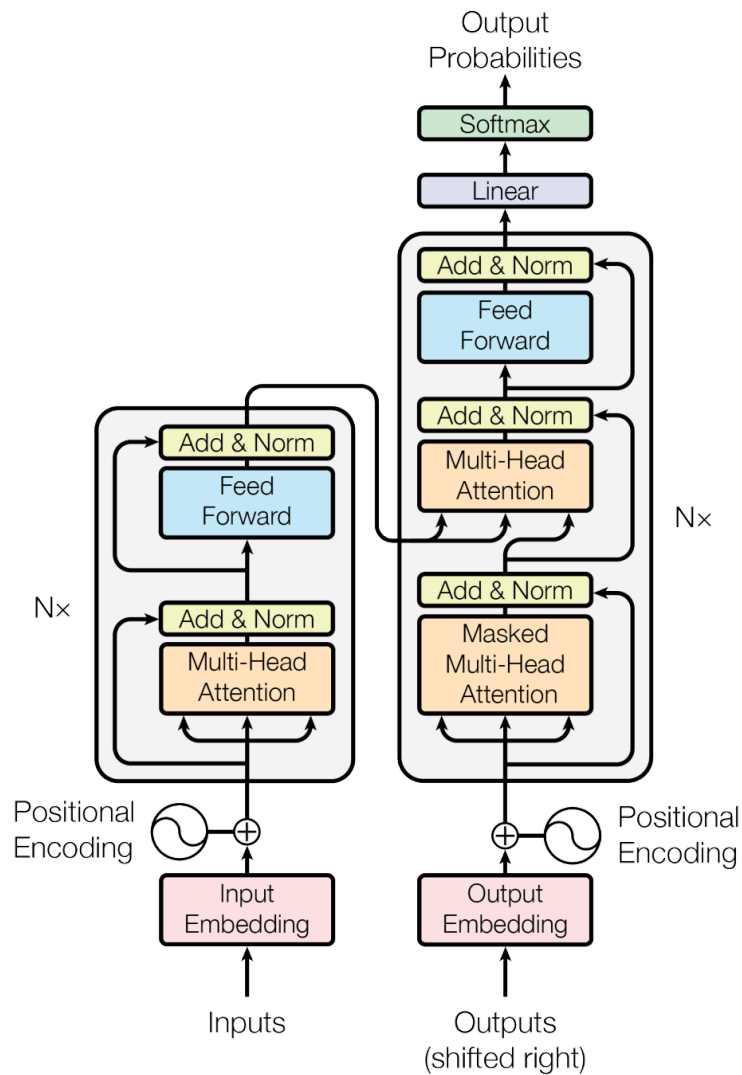 Output
Probabilities
Softmax
Linear
Add & Norm
Feed
Forward
Add & Norm
Multi-Head
Attention
Add & Norm
Masked
Multi-Head
Attention
Nx
Add & Norm
Feed
Forward
Add & Norm
Multi-Head
Attention
Nx
Positional
Encoding
Positional
Encoding
Input
Embedding
Output
Embedding
Inputs
Outputs
(shifted right)